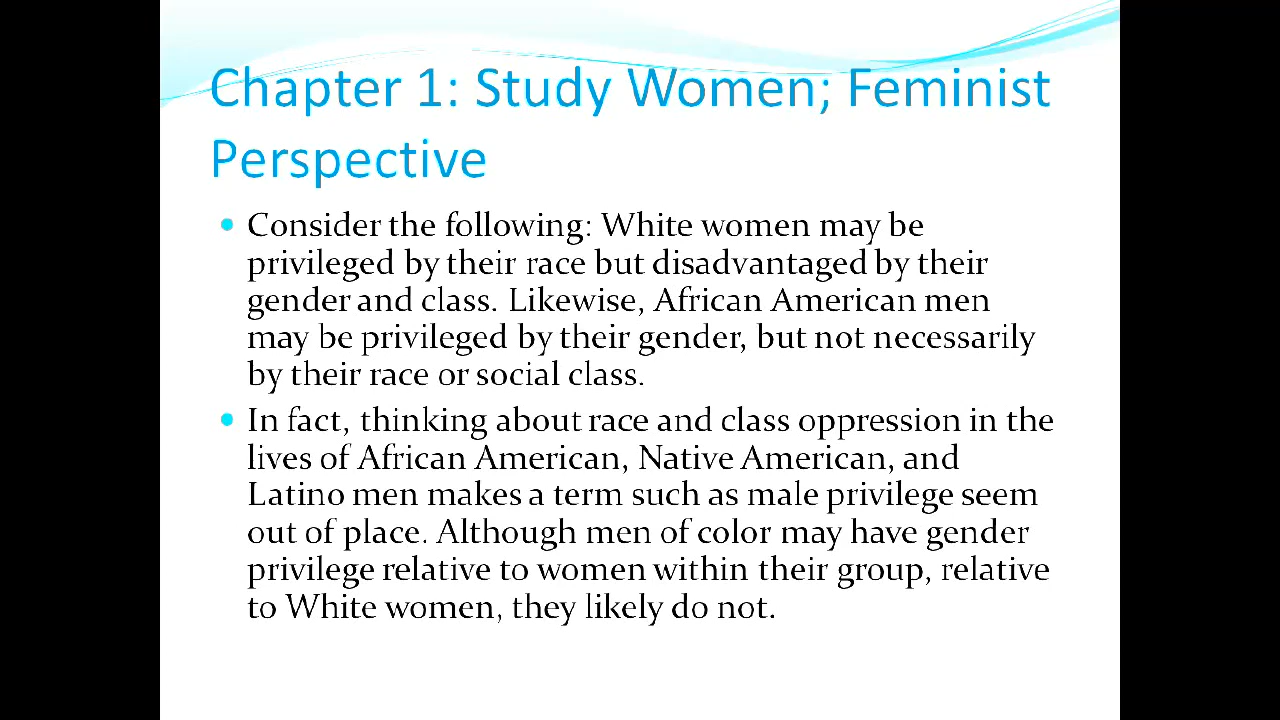 Chapter 1: Study Women; Feminist
Perspective
• Consider the following: White women may be
privileged by their race but disadvantaged by their
gender and class. Likewise, African American men
may be privileged by their gender, but not necessarily
by their race or social class.
• In fact, thinking about race and class oppression in the
lives of African American, Native American, and
Latino men makes a term such as male privilege seem
out of place. Although men of color may have gender
privilege relative to women within their group, relative
to White women, they likely do not.